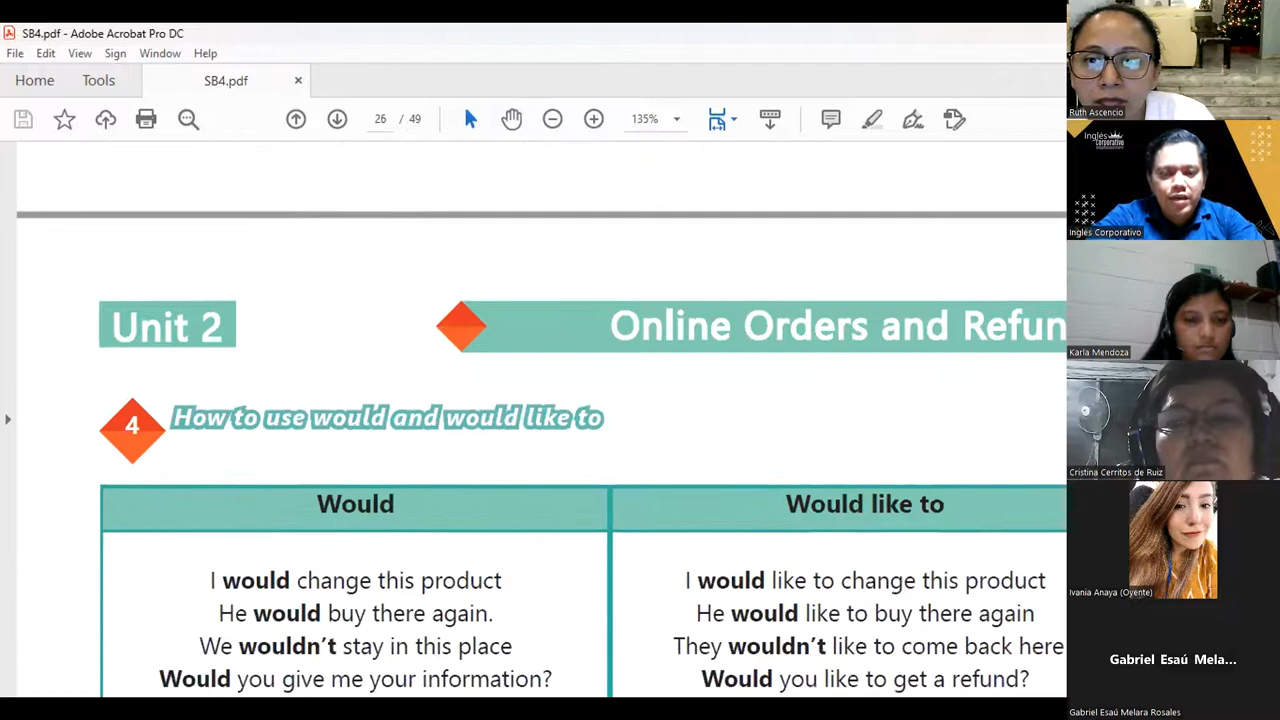 SB4.pdf - Adobe Acrobat Pro DC
File Edit View Sign Window Help
Home Tools SB4.pdf ×
135%
Unit 2
Online Orders and Refun
4
How to use would and would like to
Would
Would like to
I would change this product
He would buy there again.
We wouldn't stay in this place
Would you give me your information?
I would like to change this product
He would like to buy there again
They wouldn't like to come back here
Would you like to get a refund?
Ruth Ascencio
Inglés
Corporativo
Inglés Corporativo
Karla Mendoza
Cristina Cerritos de Ruiz
Ivania Anaya (Oyente)
Gabriel Esaú Mela...
Gabriel Esaú Melara Rosales